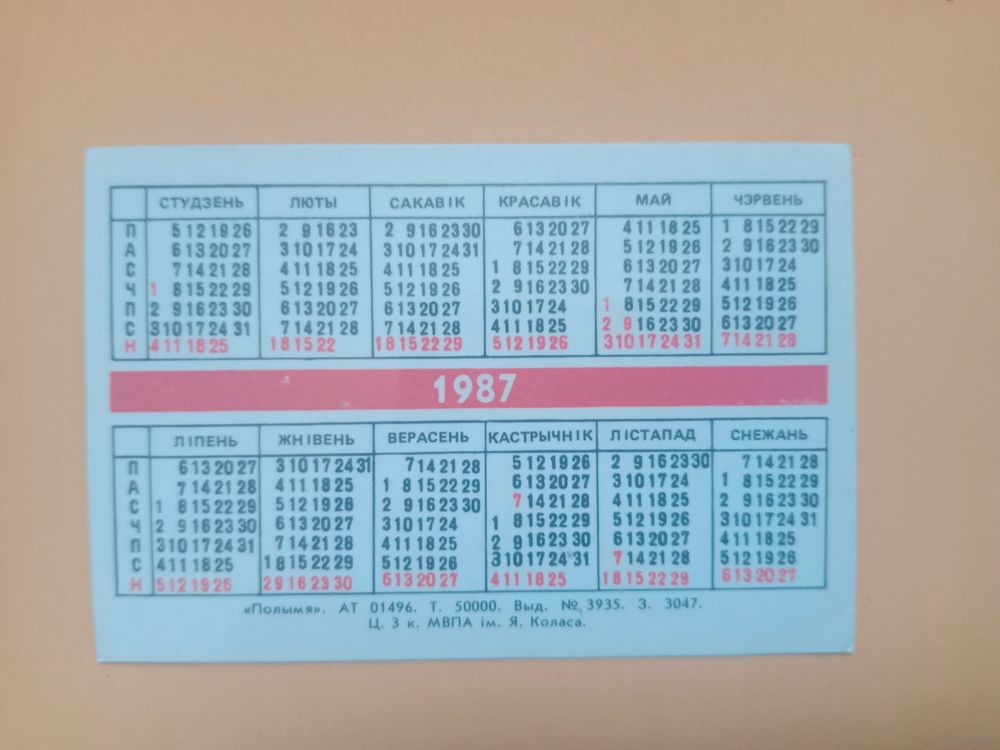 СТУДЗЕНЬ ЛЮТЫ САКАВІК КРАСАВІК МАЙ ЧЭРВЕНЬ
П 5 12 19 26 2 9 16 23 2 9 16 23 30 6 13 20 27 4 11 18 25 1 8 15 22 29
А 6 13 20 27 3 10 17 24 3 10 17 24 31 7 14 21 28 5 12 19 26 2 9 16 23 30
С 7 14 21 28 4 11 18 25 4 11 18 25 1 8 15 22 29 6 13 20 27 3 10 17 24
Ч 1 8 15 22 29 5 12 19 26 5 12 19 26 2 9 16 23 30 7 14 21 28 4 11 18 25
П 2 9 16 23 30 6 13 20 27 6 13 20 27 3 10 17 24 1 8 15 22 29 5 12 19 26
С 3 10 17 24 31 7 14 21 28 7 14 21 28 4 11 18 25 2 9 16 23 30 6 13 20 27
Н 4 11 18 25 1 8 15 22 1 8 15 22 29 5 12 19 26 3 10 17 24 31 7 14 21 28
1987
ЛІПЕНЬ ЖНІВЕНЬ ВЕРАСЕНЬ КАСТРЫЧНІК ЛІСТАПАД СНЕЖАНЬ
П 6 13 20 27 3 10 17 24 31 7 14 21 28 5 12 19 26 2 9 16 23 30 7 14 21 28
А 7 14 21 28 4 11 18 25 1 8 15 22 29 6 13 20 27 3 10 17 24 1 8 15 22 29
С 1 8 15 22 29 5 12 19 26 2 9 16 23 30 7 14 21 28 4 11 18 25 2 9 16 23 30
Ч 2 9 16 23 30 6 13 20 27 3 10 17 24 1 8 15 22 29 5 12 19 26 3 10 17 24 31
П 3 10 17 24 31 7 14 21 28 4 11 18 25 2 9 16 23 30 6 13 20 27 4 11 18 25
С 4 11 18 25 1 8 15 22 29 5 12 19 26 3 10 17 24 31 7 14 21 28 5 12 19 26
Н 5 12 19 26 2 9 16 23 30 6 13 20 27 4 11 18 25 1 8 15 22 29 6 13 20 27
«Полымя». АТ 01496. Т. 50000. Выд. № 3935. З. 3047.
Ц. 3 к. МВПА ім. Я. Коласа.